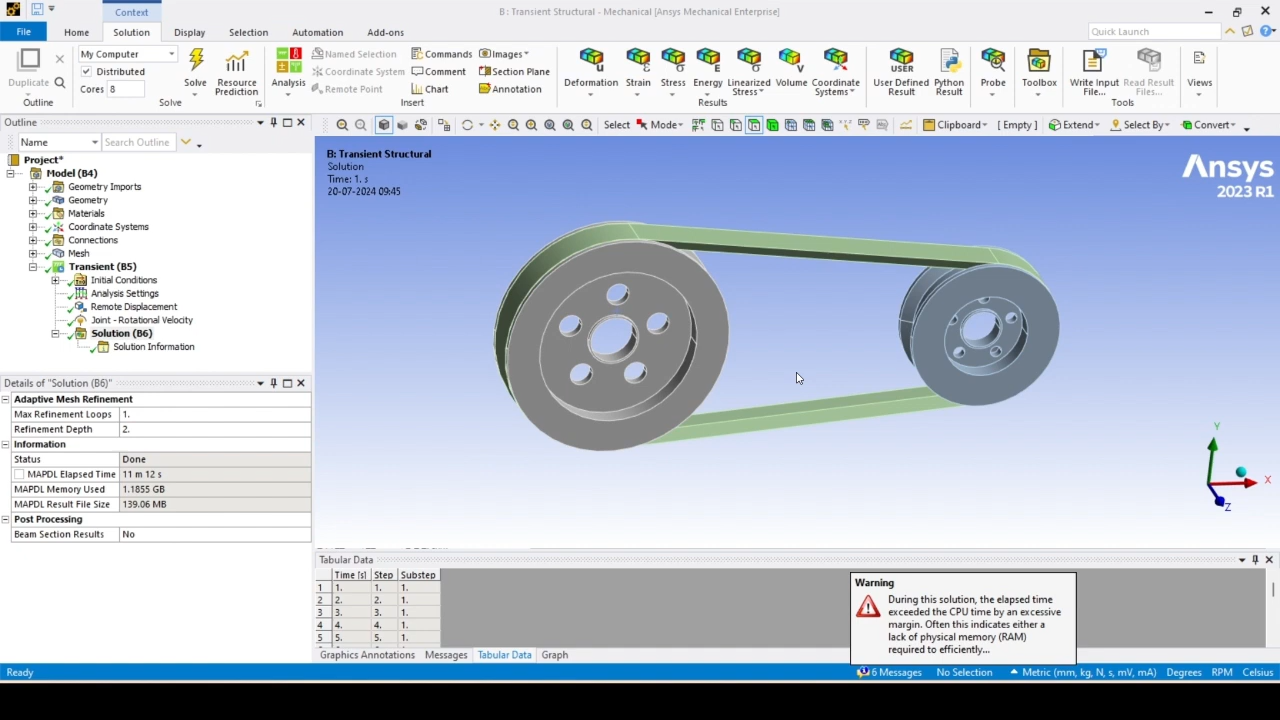 B : Transient Structural - Mechanical [Ansys Mechanical Enterprise]
Context
File Home Solution Display Selection Automation Add-ons
Quick Launch
Duplicate
Outline
My Computer
Distributed
Cores 8
Solve
Resource Prediction
Solve
Analysis
Named Selection
Coordinate System
Remote Point
Commands
Comment
Chart
Images
Section Plane
Annotation
Insert
Deformation
Strain
Stress
Energy
Linearized Stress
Volume
Coordinate Systems
Results
USER
User Defined Result
Python Result
Probe
Toolbox
Write Input File...
Read Result Files...
Tools
Views
Outline
Name
Search Outline
Select Mode Clipboard [ Empty ] Extend Select By Convert
Project*
Model (B4)
Geometry Imports
Geometry
Materials
Coordinate Systems
Connections
Mesh
Transient (B5)
Initial Conditions
Analysis Settings
Remote Displacement
Joint - Rotational Velocity
Solution (B6)
Solution Information
Details of "Solution (B6)"
Adaptive Mesh Refinement
Max Refinement Loops 1.
Refinement Depth 2.
Information
Status Done
MAPDL Elapsed Time 11 m 12 s
MAPDL Memory Used 1.1855 GB
MAPDL Result File Size 139.06 MB
Post Processing
Beam Section Results No
B: Transient Structural
Solution
Time: 1. s
20-07-2024 09:45
Ansys
2023 R1
Y
X
Z
Tabular Data
Time [s] Step Substep
1 1. 1. 1.
2 2. 2. 1.
3 3. 3. 1.
4 4. 4. 1.
5 5. 5. 1.
Graphics Annotations Messages Tabular Data Graph
Warning
During this solution, the elapsed time
exceeded the CPU time by an excessive
margin. Often this indicates either a
lack of physical memory (RAM)
required to efficiently...
Ready
6 Messages No Selection Metric (mm, kg, N, s, mV, mA) Degrees RPM Celsius